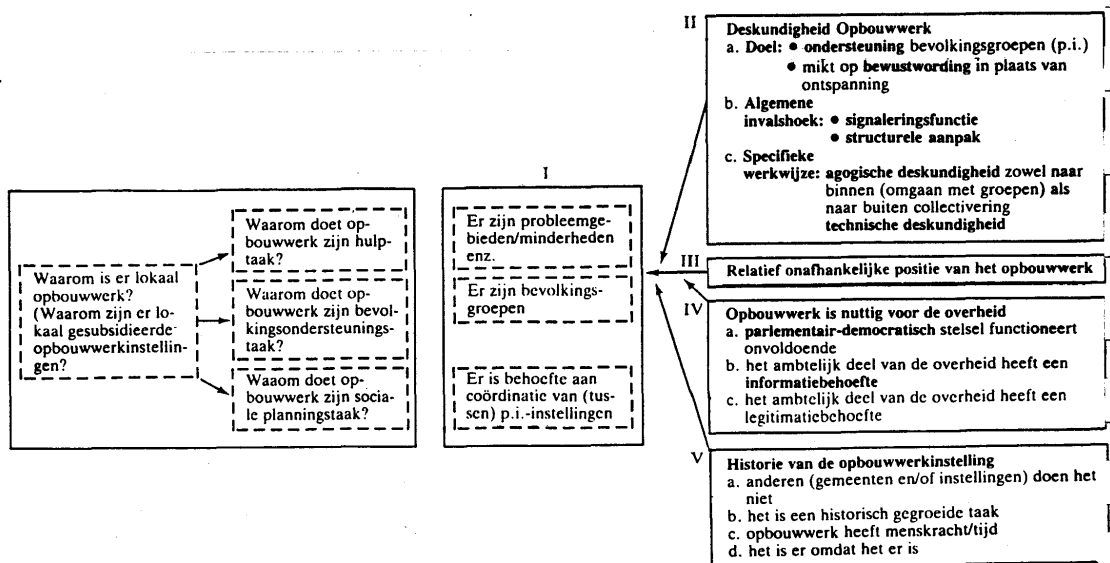 Waarom is er lokaal
opbouwwerk?
(Waarom zijn er lo-
kaal gesubsidieerde
opbouwwerkinstellin-
gen?
Waarom doet op-
bouwwerk zijn hulp-
taak?
Waarom doet op-
bouwwerk zijn bevol-
kingsondersteunings-
taak?
Waaom doet op-
bouwwerk zijn socia-
le planningstaak?
I
Er zijn probleemge-
bieden/minderheden
enz.
Er zijn bevolkings-
groepen
Er is behoefte aan
coördinatie van (tus-
sen) p.i.-instellingen
II
Deskundigheid Opbouwwerk
a. Doel: • ondersteuning bevolkingsgroepen (p.i.)
• mikt op bewustwording in plaats van
ontspanning
b. Algemene
invalshoek: • signaleringsfunctie
• structurele aanpak
c. Specifieke
werkwijze: agogische deskundigheid zowel naar
binnen (omgaan met groepen) als
naar buiten collectivering
technische deskundigheid
III
Relatief onafhankelijke positie van het opbouwwerk
IV
Opbouwwerk is nuttig voor de overheid
a. parlementair-democratisch stelsel functioneert
onvoldoende
b. het ambtelijk deel van de overheid heeft een
informatiebehoefte
c. het ambtelijk deel van de overheid heeft een
legitimatiebehoefte
V
Historie van de opbouwwerkinstelling
a. anderen (gemeenten en/of instellingen) doen het
niet
b. het is een historisch gegroeide taak
c. opbouwwerk heeft menskracht/tijd
d. het is er omdat het er is